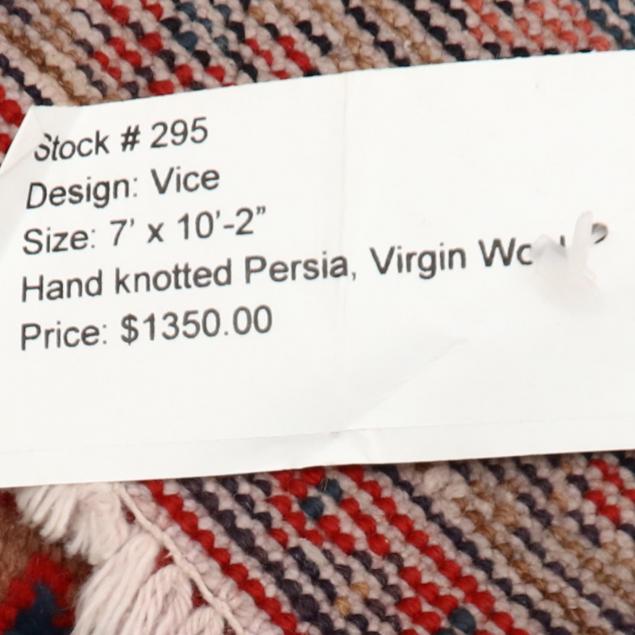 Stock # 295
Design: Vice
Size: 7' x 10'-2”
Hand knotted Persia, Virgin
Price: $1350.00